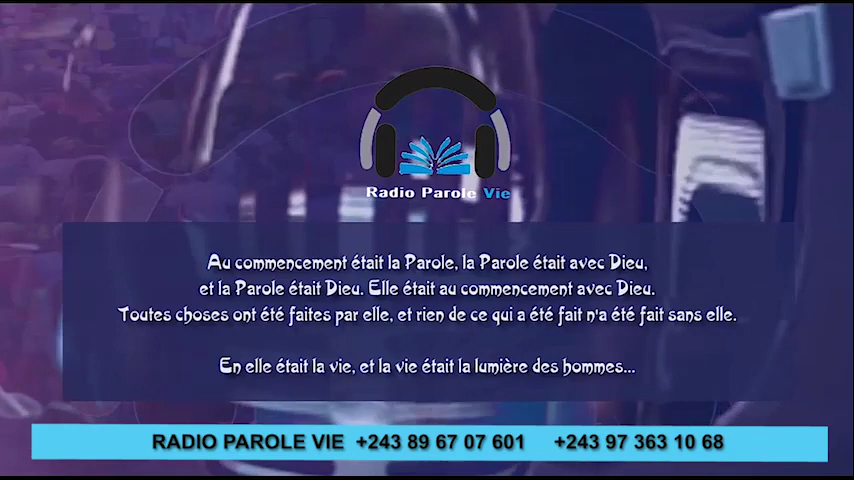 Radio Parole Vie
Au commencement était la Parole, la Parole était avec Dieu,
et la Parole était Dieu. Elle était au commencement avec Dieu.
Toutes choses ont été faites par elle, et rien de ce qui a été fait n'a été fait sans elle.
En elle était la vie, et la vie était la lumière des hommes...
RADIO PAROLE VIE +243 89 67 07 601 +243 97 363 10 68